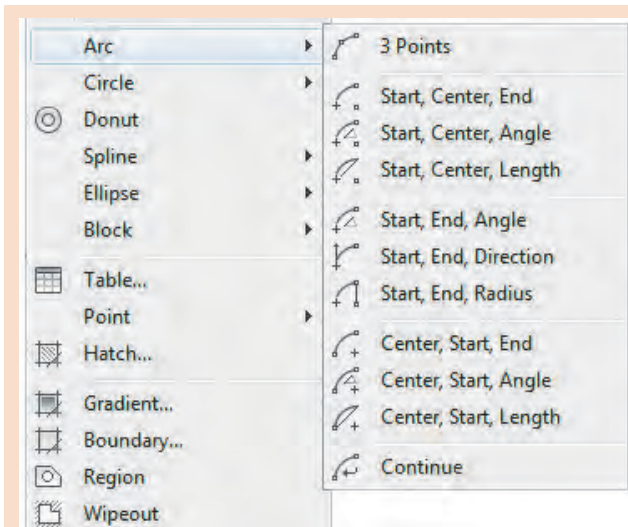 Arc
Circle
Donut
Spline
Ellipse
Block
Table...
Point
Hatch...
Gradient...
Boundary...
Region
Wipeout
3 Points
Start, Center, End
Start, Center, Angle
Start, Center, Length
Start, End, Angle
Start, End, Direction
Start, End, Radius
Center, Start, End
Center, Start, Angle
Center, Start, Length
Continue